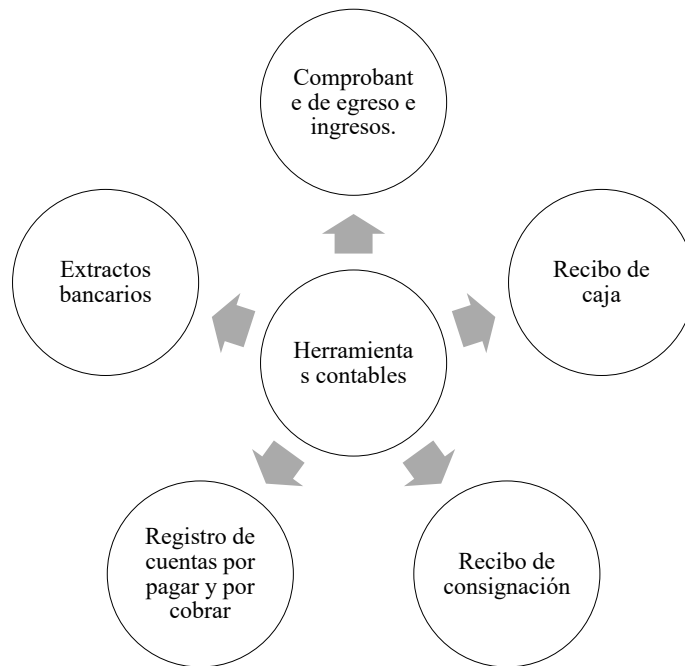 Comprobant
e de egreso e
ingresos.
Extractos
bancarios
Recibo de
caja
Herramienta
s contables
Registro de
cuentas por
pagar y por
cobrar
Recibo de
consignación